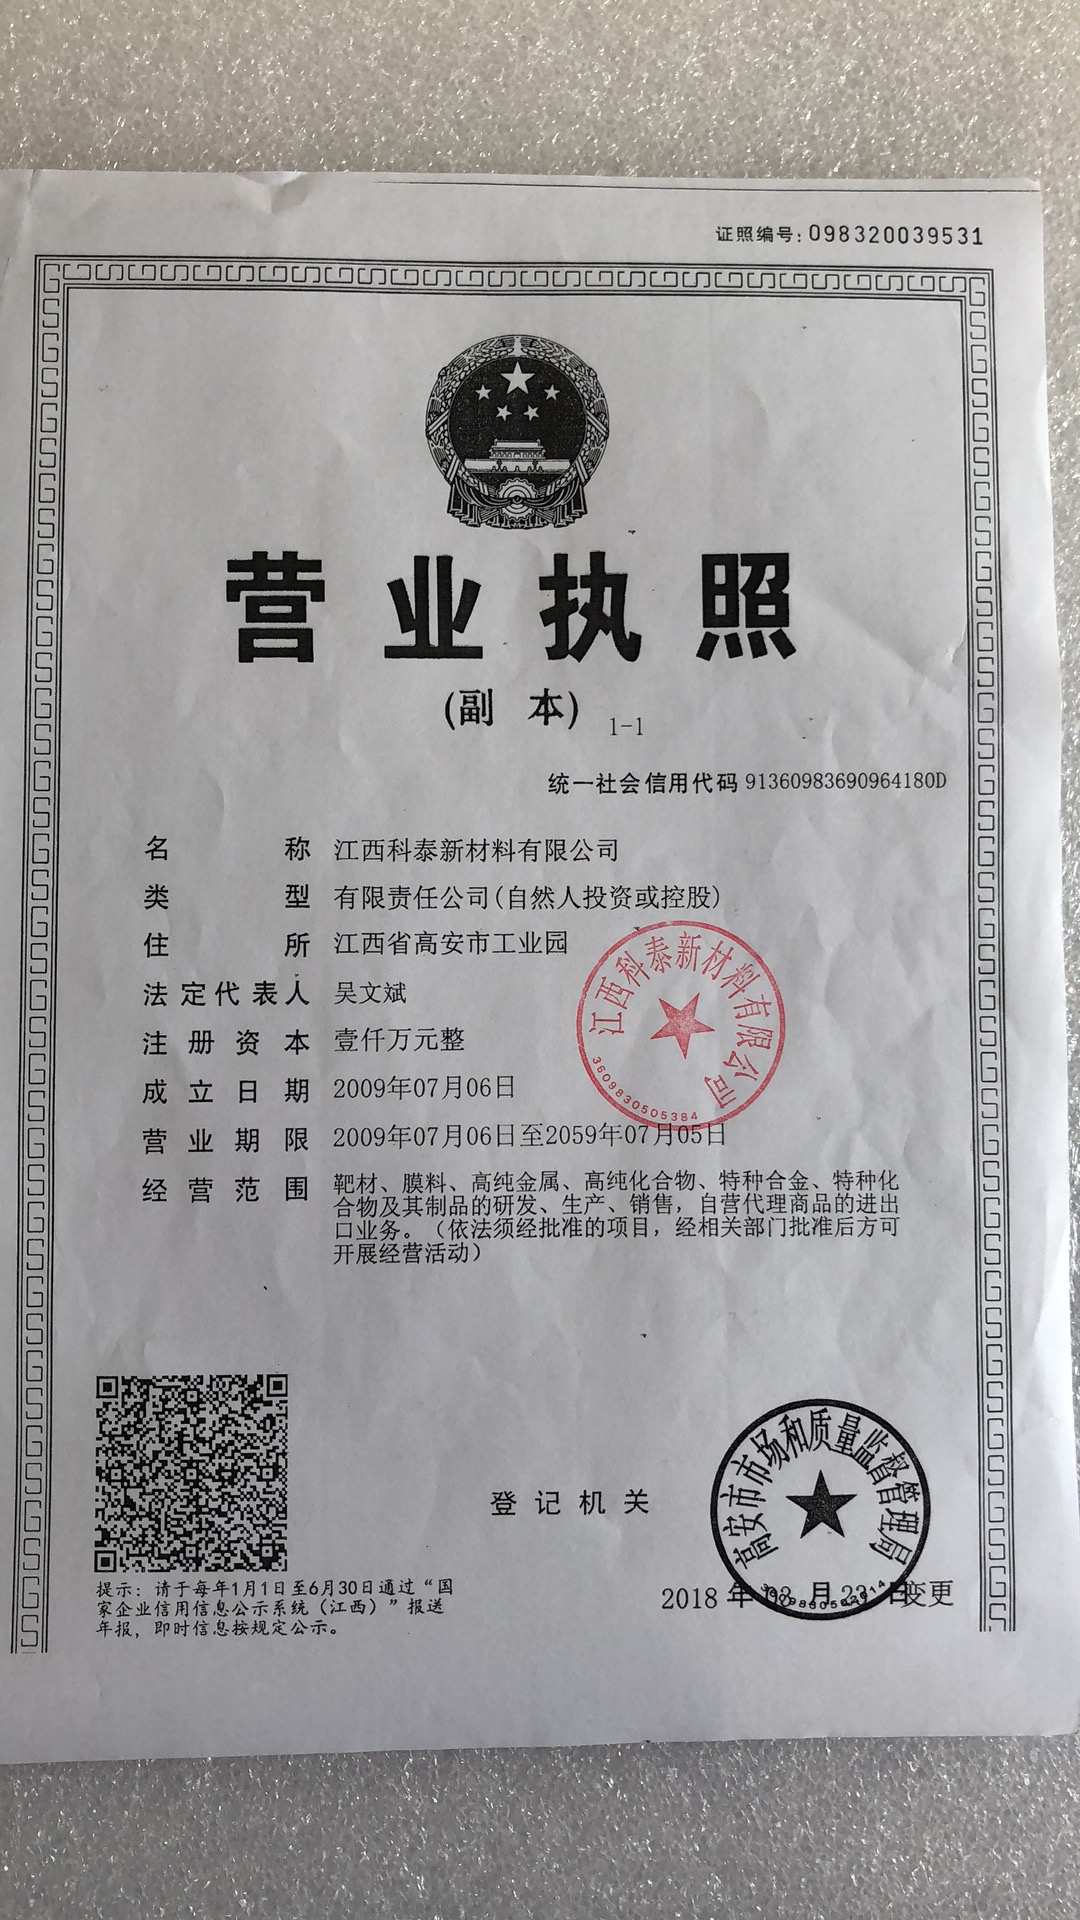 证照编号:098320039531
营业执照
(副 本) 1-1
统一社会信用代码 91360983690964180D
名 称 江西科泰新材料有限公司
类 型 有限责任公司(自然人投资或控股)
住 所 江西省高安市工业园
法定代表人 吴文斌
注册资本 壹仟万元整
成立日期 2009年07月06日
营业期限 2009年07月06日至2059年07月05日
经营范围 靶材、膜料、高纯金属、高纯化合物、特种合金、特种化
合物及其制品的研发、生产、销售，自营代理商品的进出
口业务。（依法须经批准的项目，经相关部门批准后方可
开展经营活动）
江西科泰新材料有限公司
3609830505384
登记机关
高安市市场和质量监督管理局
2018 年 03 月 23 日变更
提示：请于每年1月1日至6月30日通过“国
家企业信用信息公示系统（江西）”报送
年报，即时信息按规定公示。